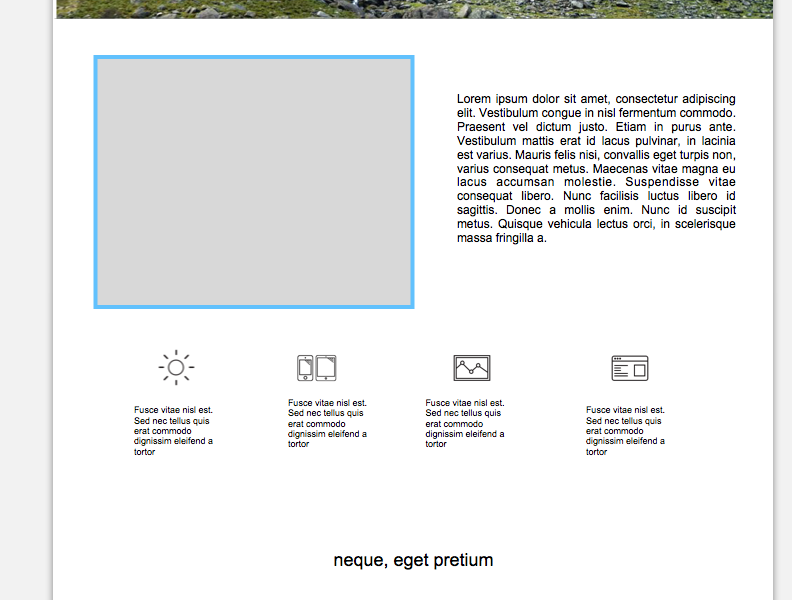 Lorem ipsum dolor sit amet, consectetur adipiscing
elit. Vestibulum congue in nisl fermentum commodo.
Praesent vel dictum justo. Etiam in purus ante.
Vestibulum mattis erat id lacus pulvinar, in lacinia
est varius. Mauris felis nisi, convallis eget turpis non,
varius consequat metus. Maecenas vitae magna eu
lacus accumsan molestie. Suspendisse vitae
consequat libero. Nunc facilisis luctus libero id
sagittis. Donec a mollis enim. Nunc id suscipit
metus. Quisque vehicula lectus orci, in scelerisque
massa fringilla a.
Fusce vitae nisl est.
Sed nec tellus quis
erat commodo
dignissim eleifend a
tortor
Fusce vitae nisl est.
Sed nec tellus quis
erat commodo
dignissim eleifend a
tortor
Fusce vitae nisl est.
Sed nec tellus quis
erat commodo
dignissim eleifend a
tortor
Fusce vitae nisl est.
Sed nec tellus quis
erat commodo
dignissim eleifend a
tortor
neque, eget pretium